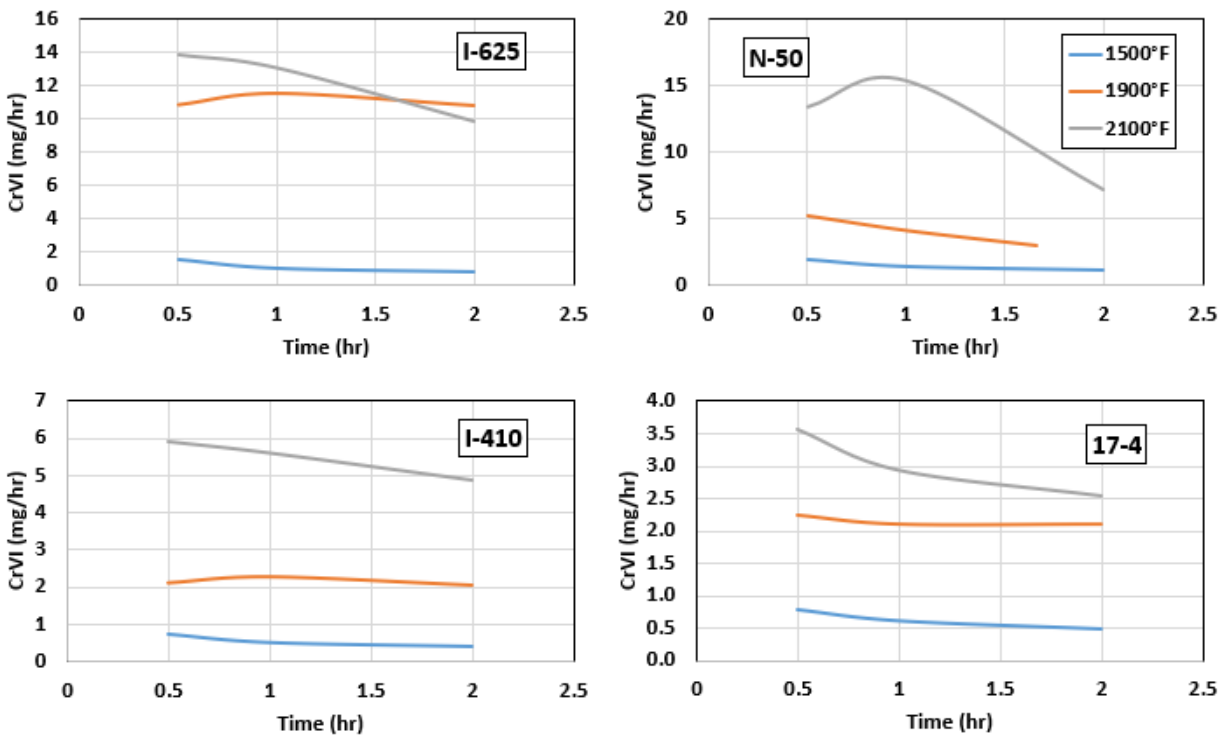 I-625
CrVI (mg/hr)
16
14
12
10
8
6
4
2
0
0 0.5 1 1.5 2 2.5
Time (hr)
N-50
1500°F
1900°F
2100°F
CrVI (mg/hr)
20
15
10
5
0
0 0.5 1 1.5 2 2.5
Time (hr)
I-410
CrVI (mg/hr)
7
6
5
4
3
2
1
0
0 0.5 1 1.5 2 2.5
Time (hr)
17-4
CrVI (mg/hr)
4.0
3.5
3.0
2.5
2.0
1.5
1.0
0.5
0.0
0 0.5 1 1.5 2 2.5
Time (hr)